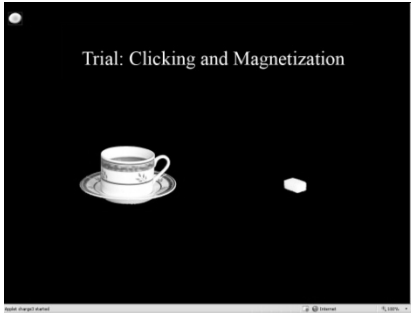 Trial: Clicking and Magnetization
Applet charge3 started
Internet
100%